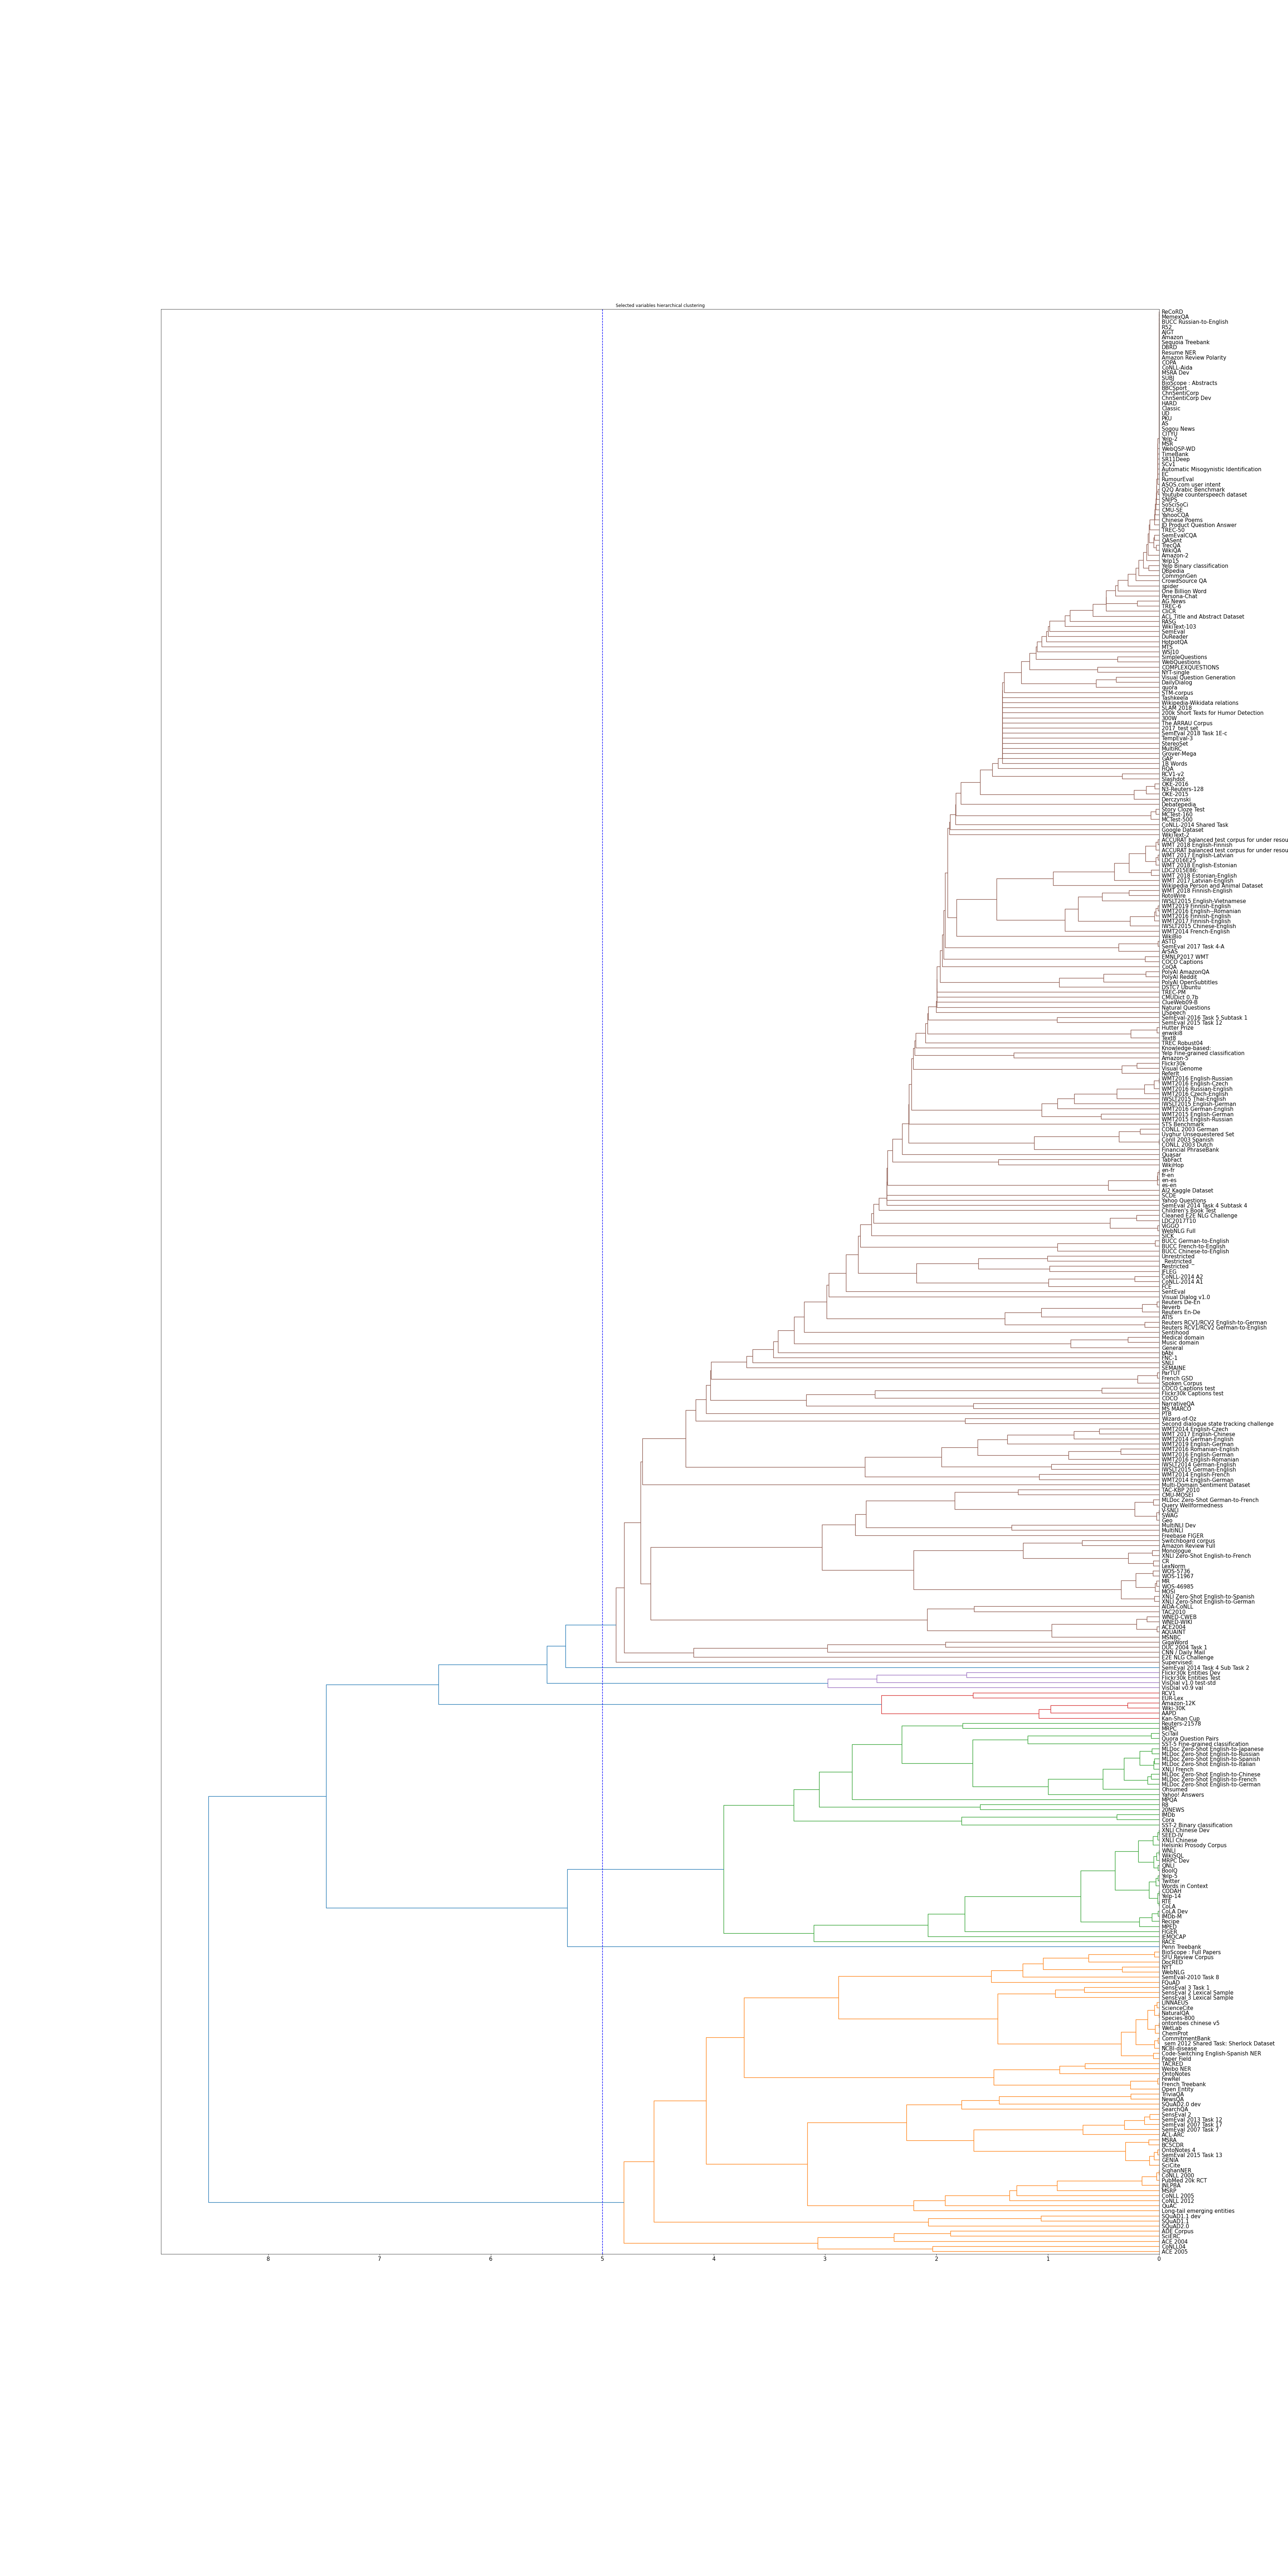 Selected variables hierarchical clustering
ReCoRD
MemexQA
BUCC Russian-to-English
R52
AJGT
Amazon
Sequoia Treebank
DBRD
Resume NER
Amazon Review Polarity
COPA
CoNLL-Aida
MSRA Dev
SUBJ
BioScope : Abstracts
BBCSport
ChnSentiCorp
ChnSentiCorp Dev
HARD
Classic
UD
PKU
AS
Sogou News
CITYU
Yelp-2
MSR
WebQSP-WD
TimeBank
SR11Deep
SCv1
Automatic Misogynistic Identification
EC
RumourEval
ASOS.com user intent
Q2Q Arabic Benchmark
Youtube counterspeech dataset
SNIPS
SoSciSoCi
CMU-SE
YahooCQA
Chinese Poems
JD Product Question Answer
TREC-50
SemEvalCQA
QASent
TrecQA
WikiQA
Amazon-2
Yelp15
Yelp Binary classification
DBpedia
CommonGen
CrowdSource QA
spider
One Billion Word
Persona-Chat
AG News
TREC-6
CliCR
ACL Title and Abstract Dataset
RASG
WikiText-103
SemEval
DuReader
HotpotQA
MTS
WSJ10
SimpleQuestions
WebQuestions
COMPLEXQUESTIONS
NYT-single
Visual Question Generation
DailyDialog
quora
STM-corpus
Tashkeela
Wikipedia-Wikidata relations
SLAM 2018
200k Short Texts for Humor Detection
300W
The ARRAU Corpus
2017_test set
SemEval 2018 Task 1E-c
TempEval-3
StereoSet
MultiRC
Grover-Mega
GAP
1B Words
FiQA
RCV1-v2
Slashdot
OKE-2016
N3-Reuters-128
OKE-2015
Derczynski
Debatepedia
Story Cloze Test
MCTest-160
MCTest-500
CoNLL-2014 Shared Task
Google Dataset
WikiText-2
ACCURAT balanced test corpus for under resou
WMT 2018 English-Finnish
ACCURAT balanced test corpus for under resou
WMT 2017 English-Latvian
LDC2016E25
WMT 2018 English-Estonian
LDC2015E86:
WMT 2018 Estonian-English
WMT 2017 Latvian-English
Wikipedia Person and Animal Dataset
WMT 2018 Finnish-English
RotoWire
IWSLT2015 English-Vietnamese
WMT2019 Finnish-English
WMT2016 English--Romanian
WMT2016 Finnish-English
WMT2017 Finnish-English
IWSLT2015 Chinese-English
WMT2014 French-English
WikiBio
ASTD
SemEval 2017 Task 4-A
ArSAS
EMNLP2017 WMT
COCO Captions
CoQA
PolyAI AmazonQA
PolyAI Reddit
PolyAI OpenSubtitles
DSTC7 Ubuntu
TREC-PM
CMUDict 0.7b
ClueWeb09-B
Natural Questions
LJSpeech
SemEval-2016 Task 5 Subtask 1
SemEval 2015 Task 12
Hutter Prize
enwiki8
Text8
TREC Robust04
Knowledge-based:
Yelp Fine-grained classification
Amazon-5
Flickr30k
Visual Genome
ReferIt
WMT2016 English-Russian
WMT2016 English-Czech
WMT2016 Russian-English
WMT2016 Czech-English
IWSLT2015 Thai-English
IWSLT2015 English-German
WMT2016 German-English
WMT2015 English-German
WMT2015 English-Russian
STS Benchmark
CONLL 2003 German
Uyghur Unsequestered Set
Conll 2003 Spanish
CONLL 2003 Dutch
Financial PhraseBank
Quasar
TabFact
WikiHop
en-fr
fr-en
en-es
es-en
AI2 Kaggle Dataset
SCDE
Yahoo Questions
SemEval 2014 Task 4 Subtask 4
Children's Book Test
Cleaned E2E NLG Challenge
LDC2017T10
ViGGO
WebNLG Full
SICK
BUCC German-to-English
BUCC French-to-English
BUCC Chinese-to-English
Unrestricted
_Restricted_
Restricted
JFLEG
CoNLL-2014 A2
CoNLL-2014 A1
FCE
SentEval
Visual Dialog v1.0
Reuters De-En
Reverb
Reuters En-De
ATIS
Reuters RCV1/RCV2 English-to-German
Reuters RCV1/RCV2 German-to-English
Sentihood
Medical domain
Music domain
General
bAbi
FNC-1
SNLI
SEMAINE
ParTUT
French GSD
Spoken Corpus
COCO Captions test
Flickr30k Captions test
COCO
NarrativeQA
MS MARCO
PTB
Wizard-of-Oz
Second dialogue state tracking challenge
WMT2014 English-Czech
WMT 2017 English-Chinese
WMT2014 German-English
WMT2019 English-German
WMT2016 Romanian-English
WMT2016 English-German
WMT2016 English-Romanian
IWSLT2014 German-English
IWSLT2015 German-English
WMT2014 English-French
WMT2014 English-German
Multi-Domain Sentiment Dataset
TAC-KBP 2010
CMU-MOSEI
MLDoc Zero-Shot German-to-French
Query Wellformedness
V-SNLI
SWAG
Geo
MultiNLI Dev
MultiNLI
Freebase FIGER
Switchboard corpus
Amazon Review Full
Monologue
XNLI Zero-Shot English-to-French
CR
LexNorm
WOS-5736
WOS-11967
MR
WOS-46985
MOSI
XNLI Zero-Shot English-to-Spanish
XNLI Zero-Shot English-to-German
AIDA-CoNLL
TAC2010
WNED-CWEB
WNED-WIKI
ACE2004
AQUAINT
MSNBC
GigaWord
DUC 2004 Task 1
CNN / Daily Mail
E2E NLG Challenge
Supervised:
SemEval 2014 Task 4 Sub Task 2
Flickr30k Entities Dev
Flickr30k Entities Test
VisDial v1.0 test-std
VisDial v0.9 val
RCV1
EUR-Lex
Amazon-12K
Wiki-30K
AAPD
Kan-Shan Cup
Reuters-21578
MRPC
SciTail
Quora Question Pairs
SST-5 Fine-grained classification
MLDoc Zero-Shot English-to-Japanese
MLDoc Zero-Shot English-to-Russian
MLDoc Zero-Shot English-to-Spanish
MLDoc Zero-Shot English-to-Italian
XNLI French
MLDoc Zero-Shot English-to-Chinese
MLDoc Zero-Shot English-to-French
MLDoc Zero-Shot English-to-German
Ohsumed
Yahoo! Answers
MPQA
R8
20NEWS
IMDb
Cora
SST-2 Binary classification
XNLI Chinese Dev
SEED-IV
XNLI Chinese
Helsinki Prosody Corpus
WNLI
WikiSQL
MRPC Dev
QNLI
BoolQ
Yelp-5
Twitter
Words in Context
CODAH
Yelp-14
RTE
CoLA
CoLA Dev
IMDb-M
Recipe
MPED
FIGER
IEMOCAP
RACE
Penn Treebank
BioScope : Full Papers
SFU Review Corpus
DocRED
NYT
WebNLG
SemEval-2010 Task 8
FQuAD
SensEval 3 Task 1
SensEval 2 Lexical Sample
SensEval 3 Lexical Sample
LINNAEUS
ScienceCite
NaturalQA
Species-800
ontontoes chinese v5
WetLab
ChemProt
CommitmentBank
_sem 2012 Shared Task: Sherlock Dataset
NCBI-disease
Code-Switching English-Spanish NER
Paper Field
TACRED
Weibo NER
OntoNotes
FewRel
French Treebank
Open Entity
TriviaQA
NewsQA
SQuAD2.0 dev
SearchQA
SensEval 2
SemEval 2013 Task 12
SemEval 2007 Task 17
SemEval 2007 Task 7
ACL-ARC
MSRA
BC5CDR
OntoNotes 4
SemEval 2015 Task 13
GENIA
SciCite
SighanNER
CoNLL 2000
PubMed 20k RCT
JNLPBA
MSRP
CoNLL 2005
CoNLL 2012
QuAC
Long-tail emerging entities
SQuAD1.1 dev
SQuAD1.1
SQuAD2.0
ADE Corpus
SciERC
ACE 2004
CoNLL04
ACE 2005
8 7 6 5 4 3 2 1 0